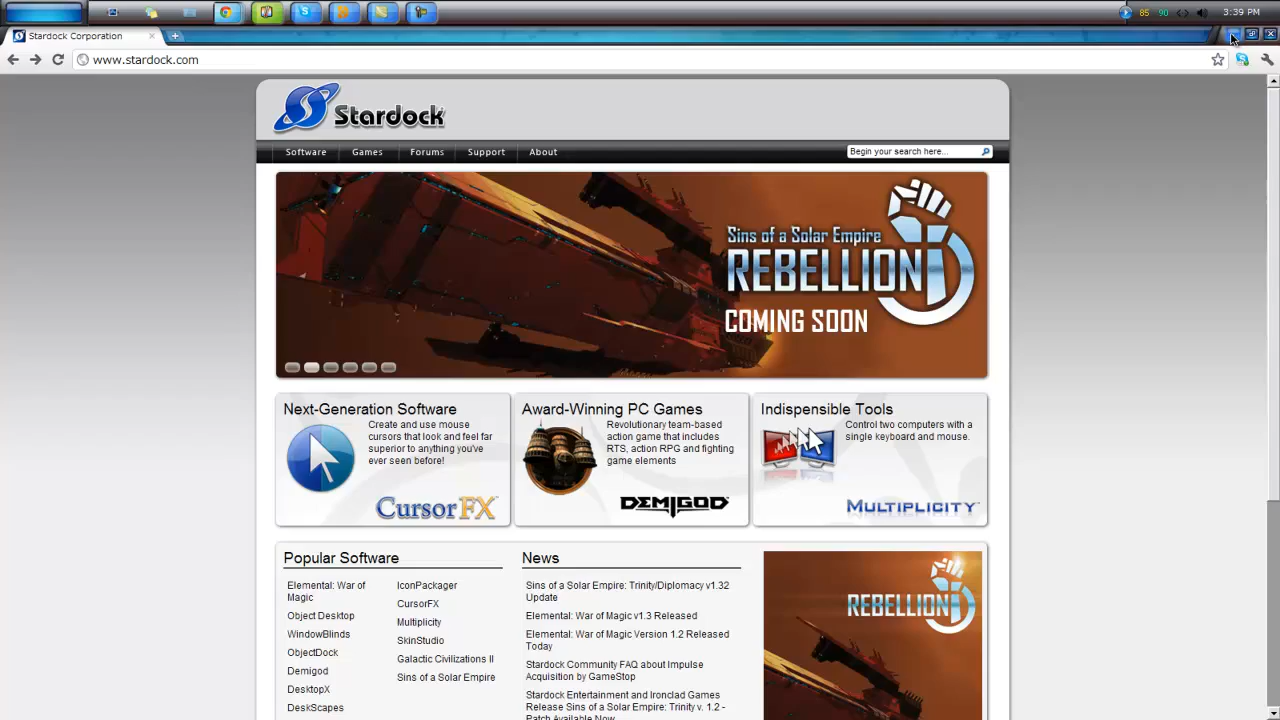 85 90 3:39 PM
Stardock Corporation
www.stardock.com
Stardock
Software Games Forums Support About
Begin your search here...
Sins of a Solar Empire
REBELLION
COMING SOON
Next-Generation Software
Create and use mouse
cursors that look and feel far
superior to anything you've
ever seen before!
CursorFX
Award-Winning PC Games
Revolutionary team-based
action game that includes
RTS, action RPG and fighting
game elements
DEMIGOD
Indispensible Tools
Control two computers with a
single keyboard and mouse.
MULTIPLICITY
Popular Software
Elemental: War of
Magic
Object Desktop
WindowBlinds
ObjectDock
Demigod
DesktopX
DeskScapes
IconPackager
CursorFX
Multiplicity
SkinStudio
Galactic Civilizations II
Sins of a Solar Empire
News
Sins of a Solar Empire: Trinity/Diplomacy v1.32
Update
Elemental: War of Magic v1.3 Released
Elemental: War of Magic Version 1.2 Released
Today
Stardock Community FAQ about Impulse
Acquisition by GameStop
Stardock Entertainment and Ironclad Games
Release Sins of a Solar Empire: Trinity v. 1.2 -
Patch Available Now
REBELLION